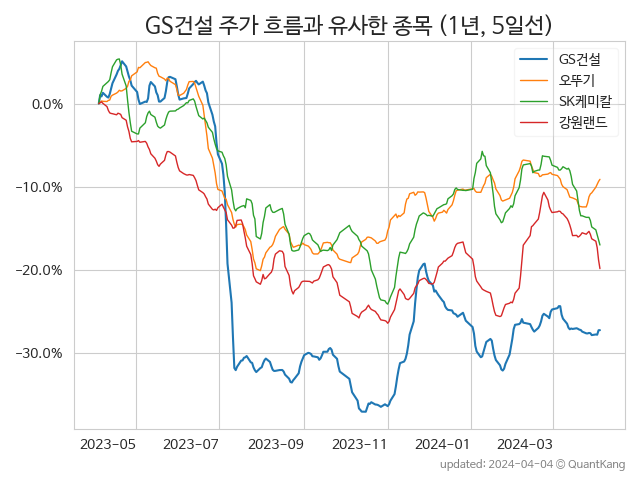 GS건설 주가 흐름과 유사한 종목 (1년, 5일선)
GS건설
오뚜기
SK케미칼
강원랜드
0.0%
−10.0%
−20.0%
−30.0%
2023-05 2023-07 2023-09 2023-11 2024-01 2024-03
updated: 2024-04-04 © QuantKang